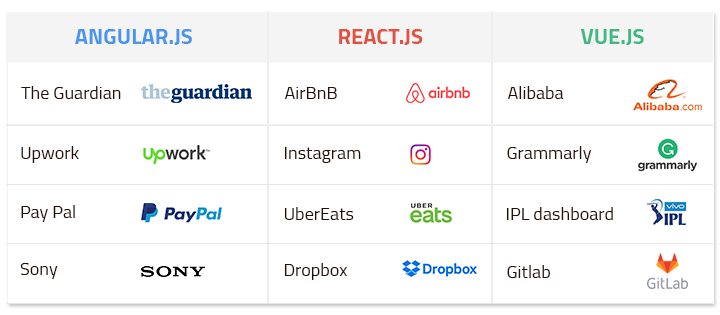 ANGULAR.JS REACT.JS VUE.JS
The Guardian theguardian AirBnB airbnb Alibaba Alibaba.com
Upwork upwork™ Instagram Grammarly grammarly
Pay Pal PayPal UberEats UBER eats IPL dashboard vivo IPL
Sony SONY Dropbox Dropbox Gitlab GitLab